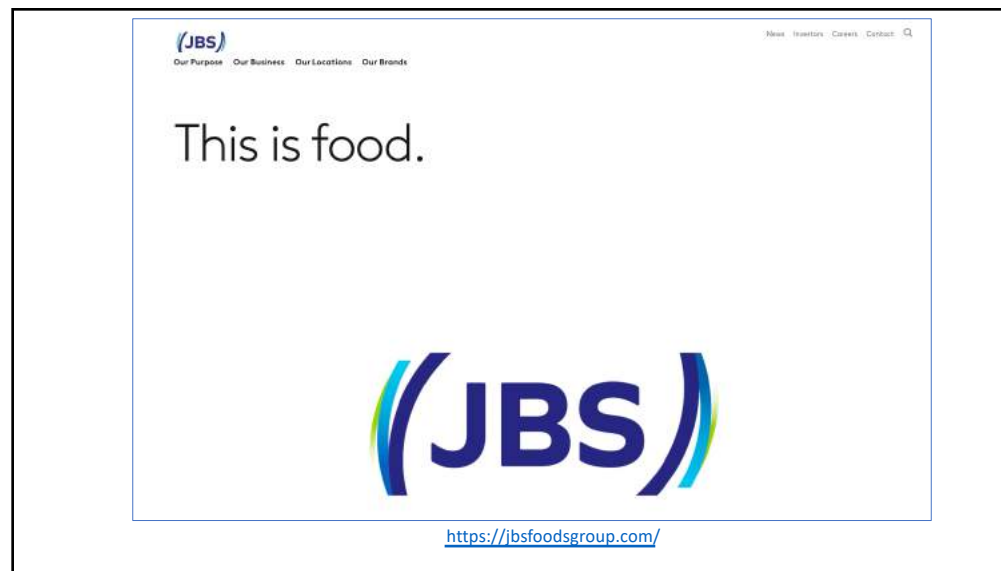 (JBS)
News Investors Careers Contact
Our Purpose Our Business Our Locations Our Brands
This is food.
(JBS)
https://jbsfoodsgroup.com/